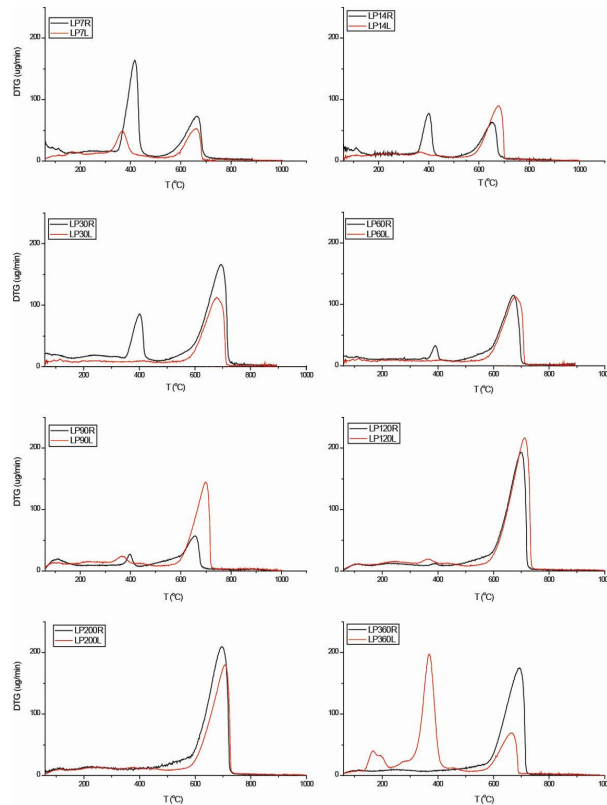 LP7R
LP7L
LP14R
LP14L
DTG (ug/min)
200
100
0
200
400
600
800
1000
T (°C)
200
100
0
200
400
600
800
1000
T (°C)
LP30R
LP30L
LP60R
LP60L
DTG (ug/min)
200
100
0
200
400
600
800
1000
T (°C)
200
100
0
200
400
600
800
1000
T (°C)
LP90R
LP90L
LP120R
LP120L
DTG (ug/min)
200
100
0
200
400
600
800
1000
T (°C)
200
100
0
200
400
600
800
1000
T (°C)
LP200R
LP200L
LP360R
LP360L
DTG (ug/min)
200
100
0
200
400
600
800
1000
T (°C)
200
100
0
200
400
600
800
1000
T (°C)